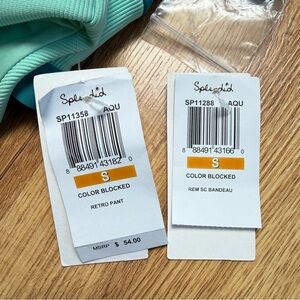 Splendid
SP11358 AQU
8 88491 43182 0
S
COLOR BLOCKED
RETRO PANT
MSRP $ 54.00
Splendid
SP11288 AQU
8 88491 43166 0
S
COLOR BLOCKED
REM SC BANDEAU